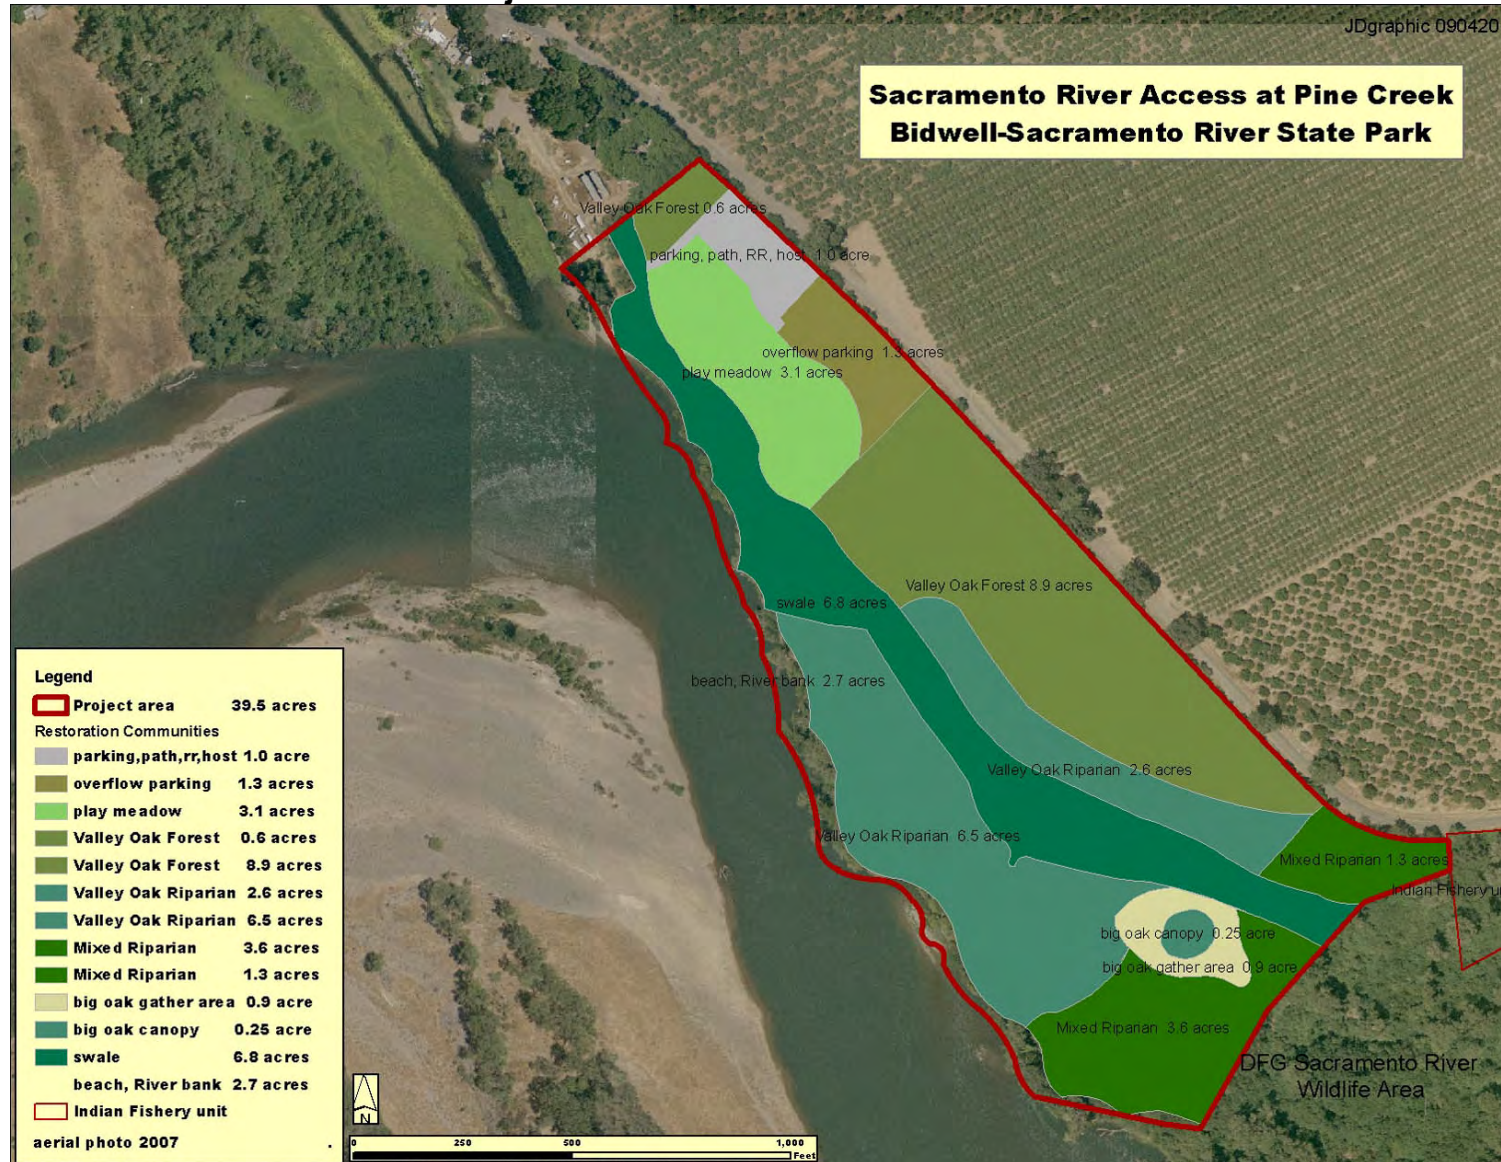 JDgraphic 090420
Sacramento River Access at Pine Creek
Bidwell-Sacramento River State Park
Valley Oak Forest 0.6 acres
parking, path, RR, host 1.0 acre
overflow parking 1.3 acres
play meadow 3.1 acres
Valley Oak Forest 8.9 acres
swale 6.8 acres
beach, River bank 2.7 acres
Valley Oak Riparian 2.6 acres
Valley Oak Riparian 6.5 acres
Mixed Riparian 1.3 acres
Indian Fishery u
big oak canopy 0.25 acre
big oak gather area 0.9 acre
Mixed Riparian 3.6 acres
DFG Sacramento River
Wildlife Area
Legend
Project area 39.5 acres
Restoration Communities
parking,path,rr,host 1.0 acre
overflow parking 1.3 acres
play meadow 3.1 acres
Valley Oak Forest 0.6 acres
Valley Oak Forest 8.9 acres
Valley Oak Riparian 2.6 acres
Valley Oak Riparian 6.5 acres
Mixed Riparian 3.6 acres
Mixed Riparian 1.3 acres
big oak gather area 0.9 acre
big oak canopy 0.25 acre
swale 6.8 acres
beach, River bank 2.7 acres
Indian Fishery unit
aerial photo 2007 .
N
0 250 500 1,000
Feet